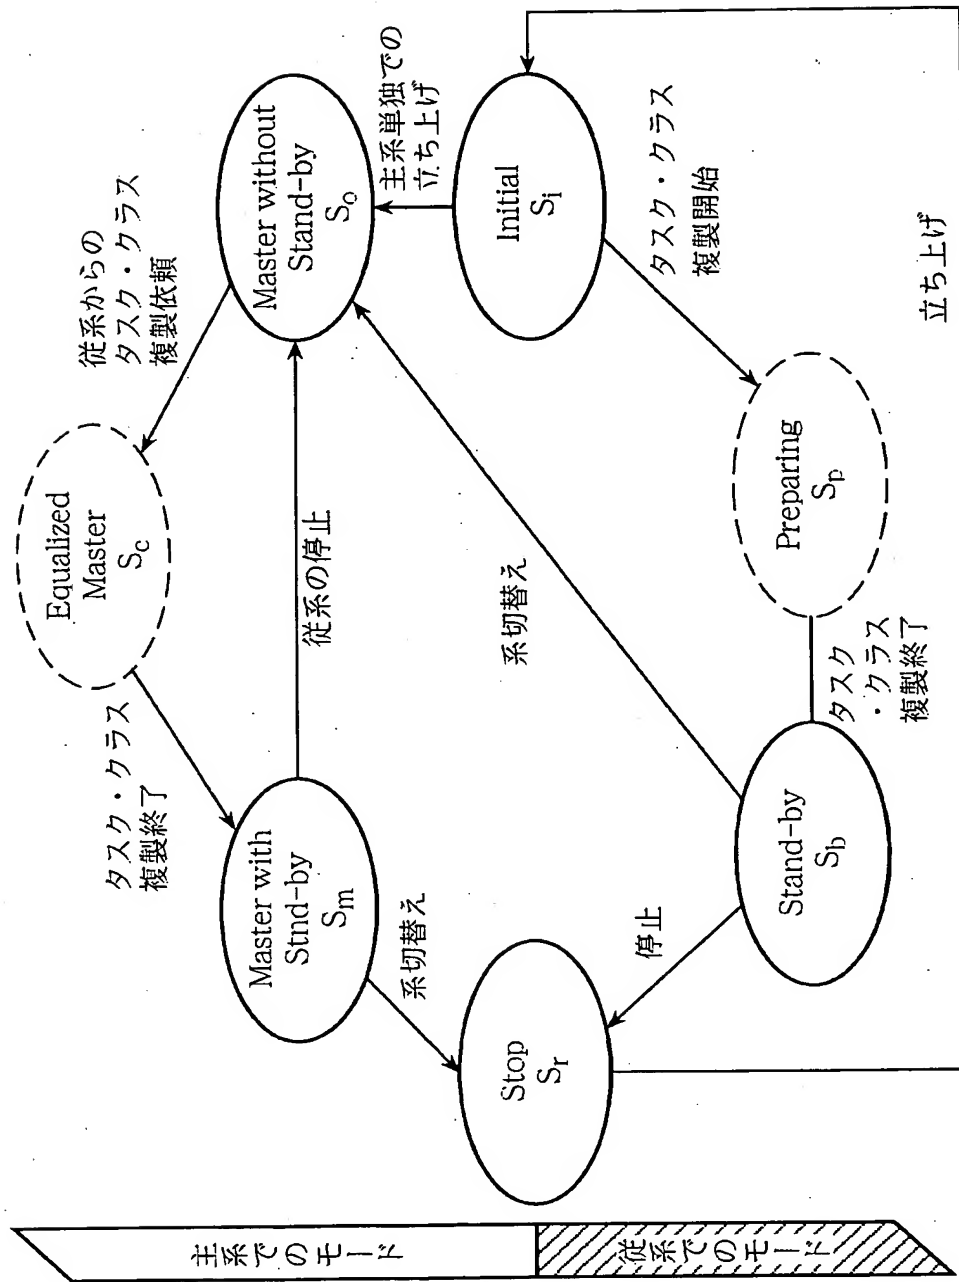 主系でのモード
従系でのモード
Equalized
Master
Sc
従系からの
タスク・クラス
複製依頼
タスク・クラス
複製終了
Master with
Stnd-by
Sm
従系の停止
Master without
Stand-by
So
系切替え
主系単独での
立ち上げ
Stop
Sr
系切替え
Initial
Si
停止
タスク・クラス
複製開始
Stand-by
Sb
タスク
・クラス
複製終了
Preparing
Sp
立ち上げ